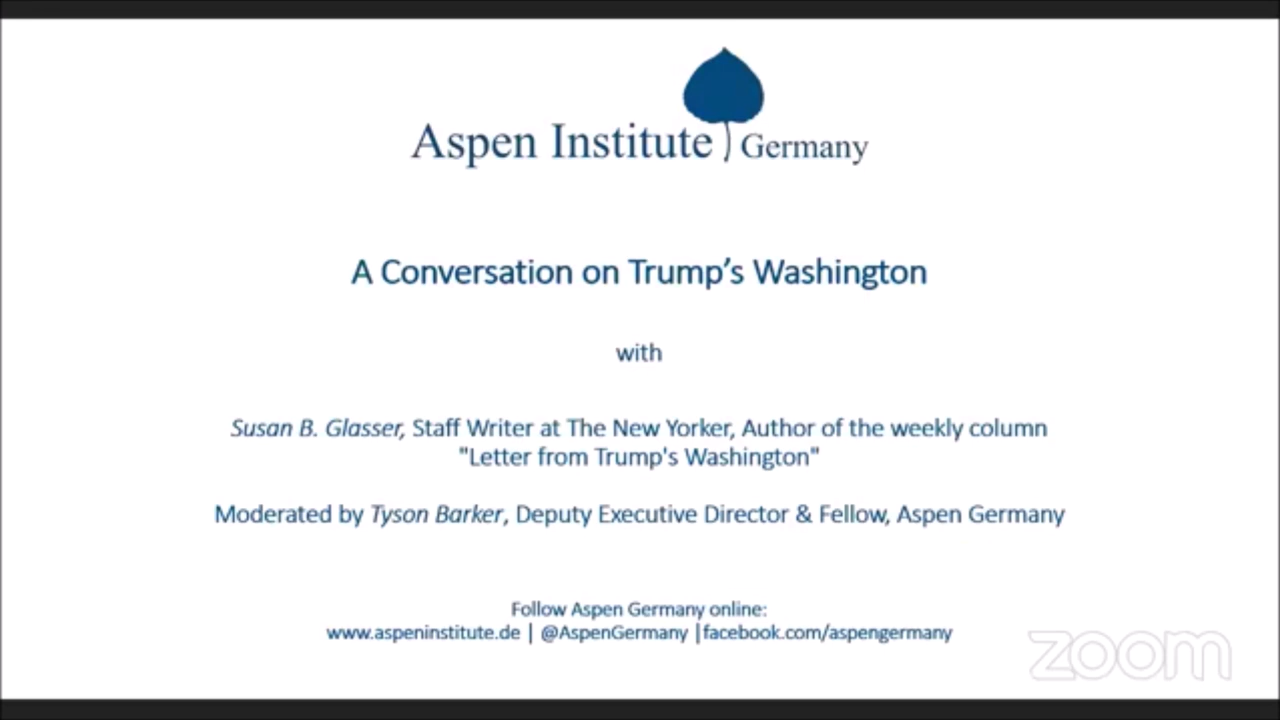 Aspen Institute Germany
A Conversation on Trump’s Washington
with
Susan B. Glasser, Staff Writer at The New Yorker, Author of the weekly column
"Letter from Trump's Washington"
Moderated by Tyson Barker, Deputy Executive Director & Fellow, Aspen Germany
Follow Aspen Germany online:
www.aspeninstitute.de | @AspenGermany |facebook.com/aspengermany
zoom